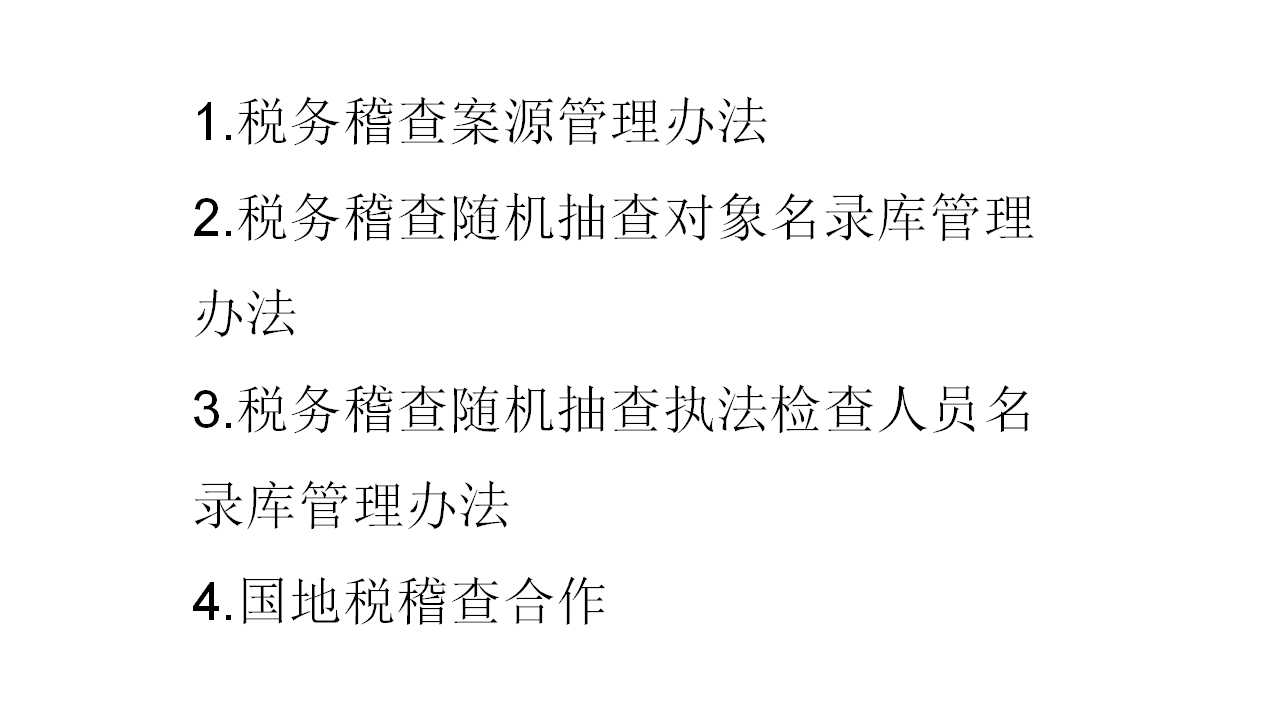 1.税务稽查案源管理办法
2.税务稽查随机抽查对象名录库管理
办法
3.税务稽查随机抽查执法检查人员名
录库管理办法
4.国地税稽查合作